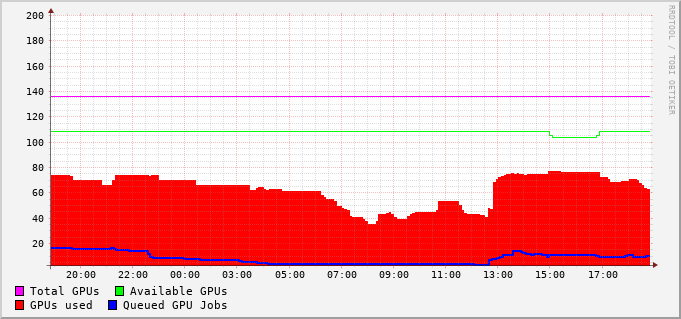 200
180
160
140
120
100
80
60
40
20
20:00 22:00 00:00 03:00 05:00 07:00 09:00 11:00 13:00 15:00 17:00
Total GPUs Available GPUs
GPUs used Queued GPU Jobs
RRDTOOL / TOBI OETIKER